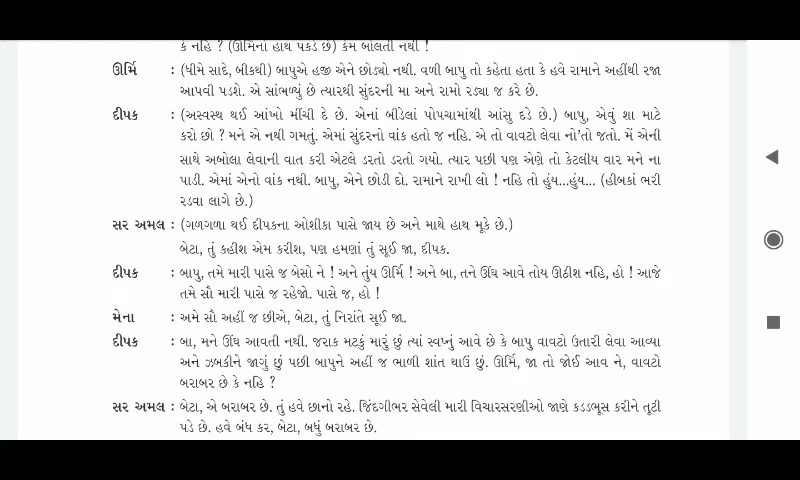 કે નહિ ? (ઊર્મિનો હાથ પકડે છે) કેમ બોલતી નથી !
ઊર્મિ : (ધીમે સાદે, બીકથી) બાપુએ હજી એને છોડ્યો નથી. વળી બાપુ તો કહેતા હતા કે હવે રામાને અહીંથી રજા
આપવી પડશે. એ સાંભળ્યું છે ત્યારથી સુંદરની મા અને રામો રડ્યા જ કરે છે.
દીપક : (અસ્વસ્થ થઈ આંખો મીંચી દે છે. એનાં બીડેલાં પોપચામાંથી આંસુ દડે છે.) બાપુ, એવું શા માટે
કરો છો ? મને એ નથી ગમતું. એમાં સુંદરનો વાંક હતો જ નહિ. એ તો વાવટો લેવા નો'તો જતો. મેં એની
સાથે અબોલા લેવાની વાત કરી એટલે ડરતો ડરતો ગયો. ત્યાર પછી પણ એણે તો કેટલીય વાર મને ના
પાડી. એમાં એનો વાંક નથી. બાપુ, એને છોડી દો. રામાને રાખી લો ! નહિ તો હુંય...હુંય... (હીબકાં ભરી
રડવા લાગે છે.)
સર અમલ : (ગળગળા થઈ દીપકના ઓશીકા પાસે જાય છે અને માથે હાથ મૂકે છે.)
બેટા, તું કહીશ એમ કરીશ, પણ હમણાં તું સૂઈ જા, દીપક.
દીપક : બાપુ, તમે મારી પાસે જ બેસો ને ! અને તુંય ઊર્મિ ! અને બા, તને ઊંઘ આવે તોય ઊઠીશ નહિ, હો ! આજે
તમે સૌ મારી પાસે જ રહેજો. પાસે જ, હો !
મેના : અમે સૌ અહીં જ છીએ, બેટા, તું નિરાંતે સૂઈ જા.
દીપક : બા, મને ઊંઘ આવતી નથી. જરાક મટકું મારું છું ત્યાં સ્વપ્નું આવે છે કે બાપુ વાવટો ઉતારી લેવા આવ્યા
અને ઝબકીને જાગું છું પછી બાપુને અહીં જ ભાળી શાંત થાઉં છું. ઊર્મિ, જા તો જોઈ આવ ને, વાવટો
બરાબર છે કે નહિ ?
સર અમલ : બેટા, એ બરાબર છે. તું હવે છાનો રહે. જિંદગીભર સેવેલી મારી વિચારસરણીઓ જાણે કડડભૂસ કરીને તૂટી
પડે છે. હવે બંધ કર, બેટા, બધું બરાબર છે.